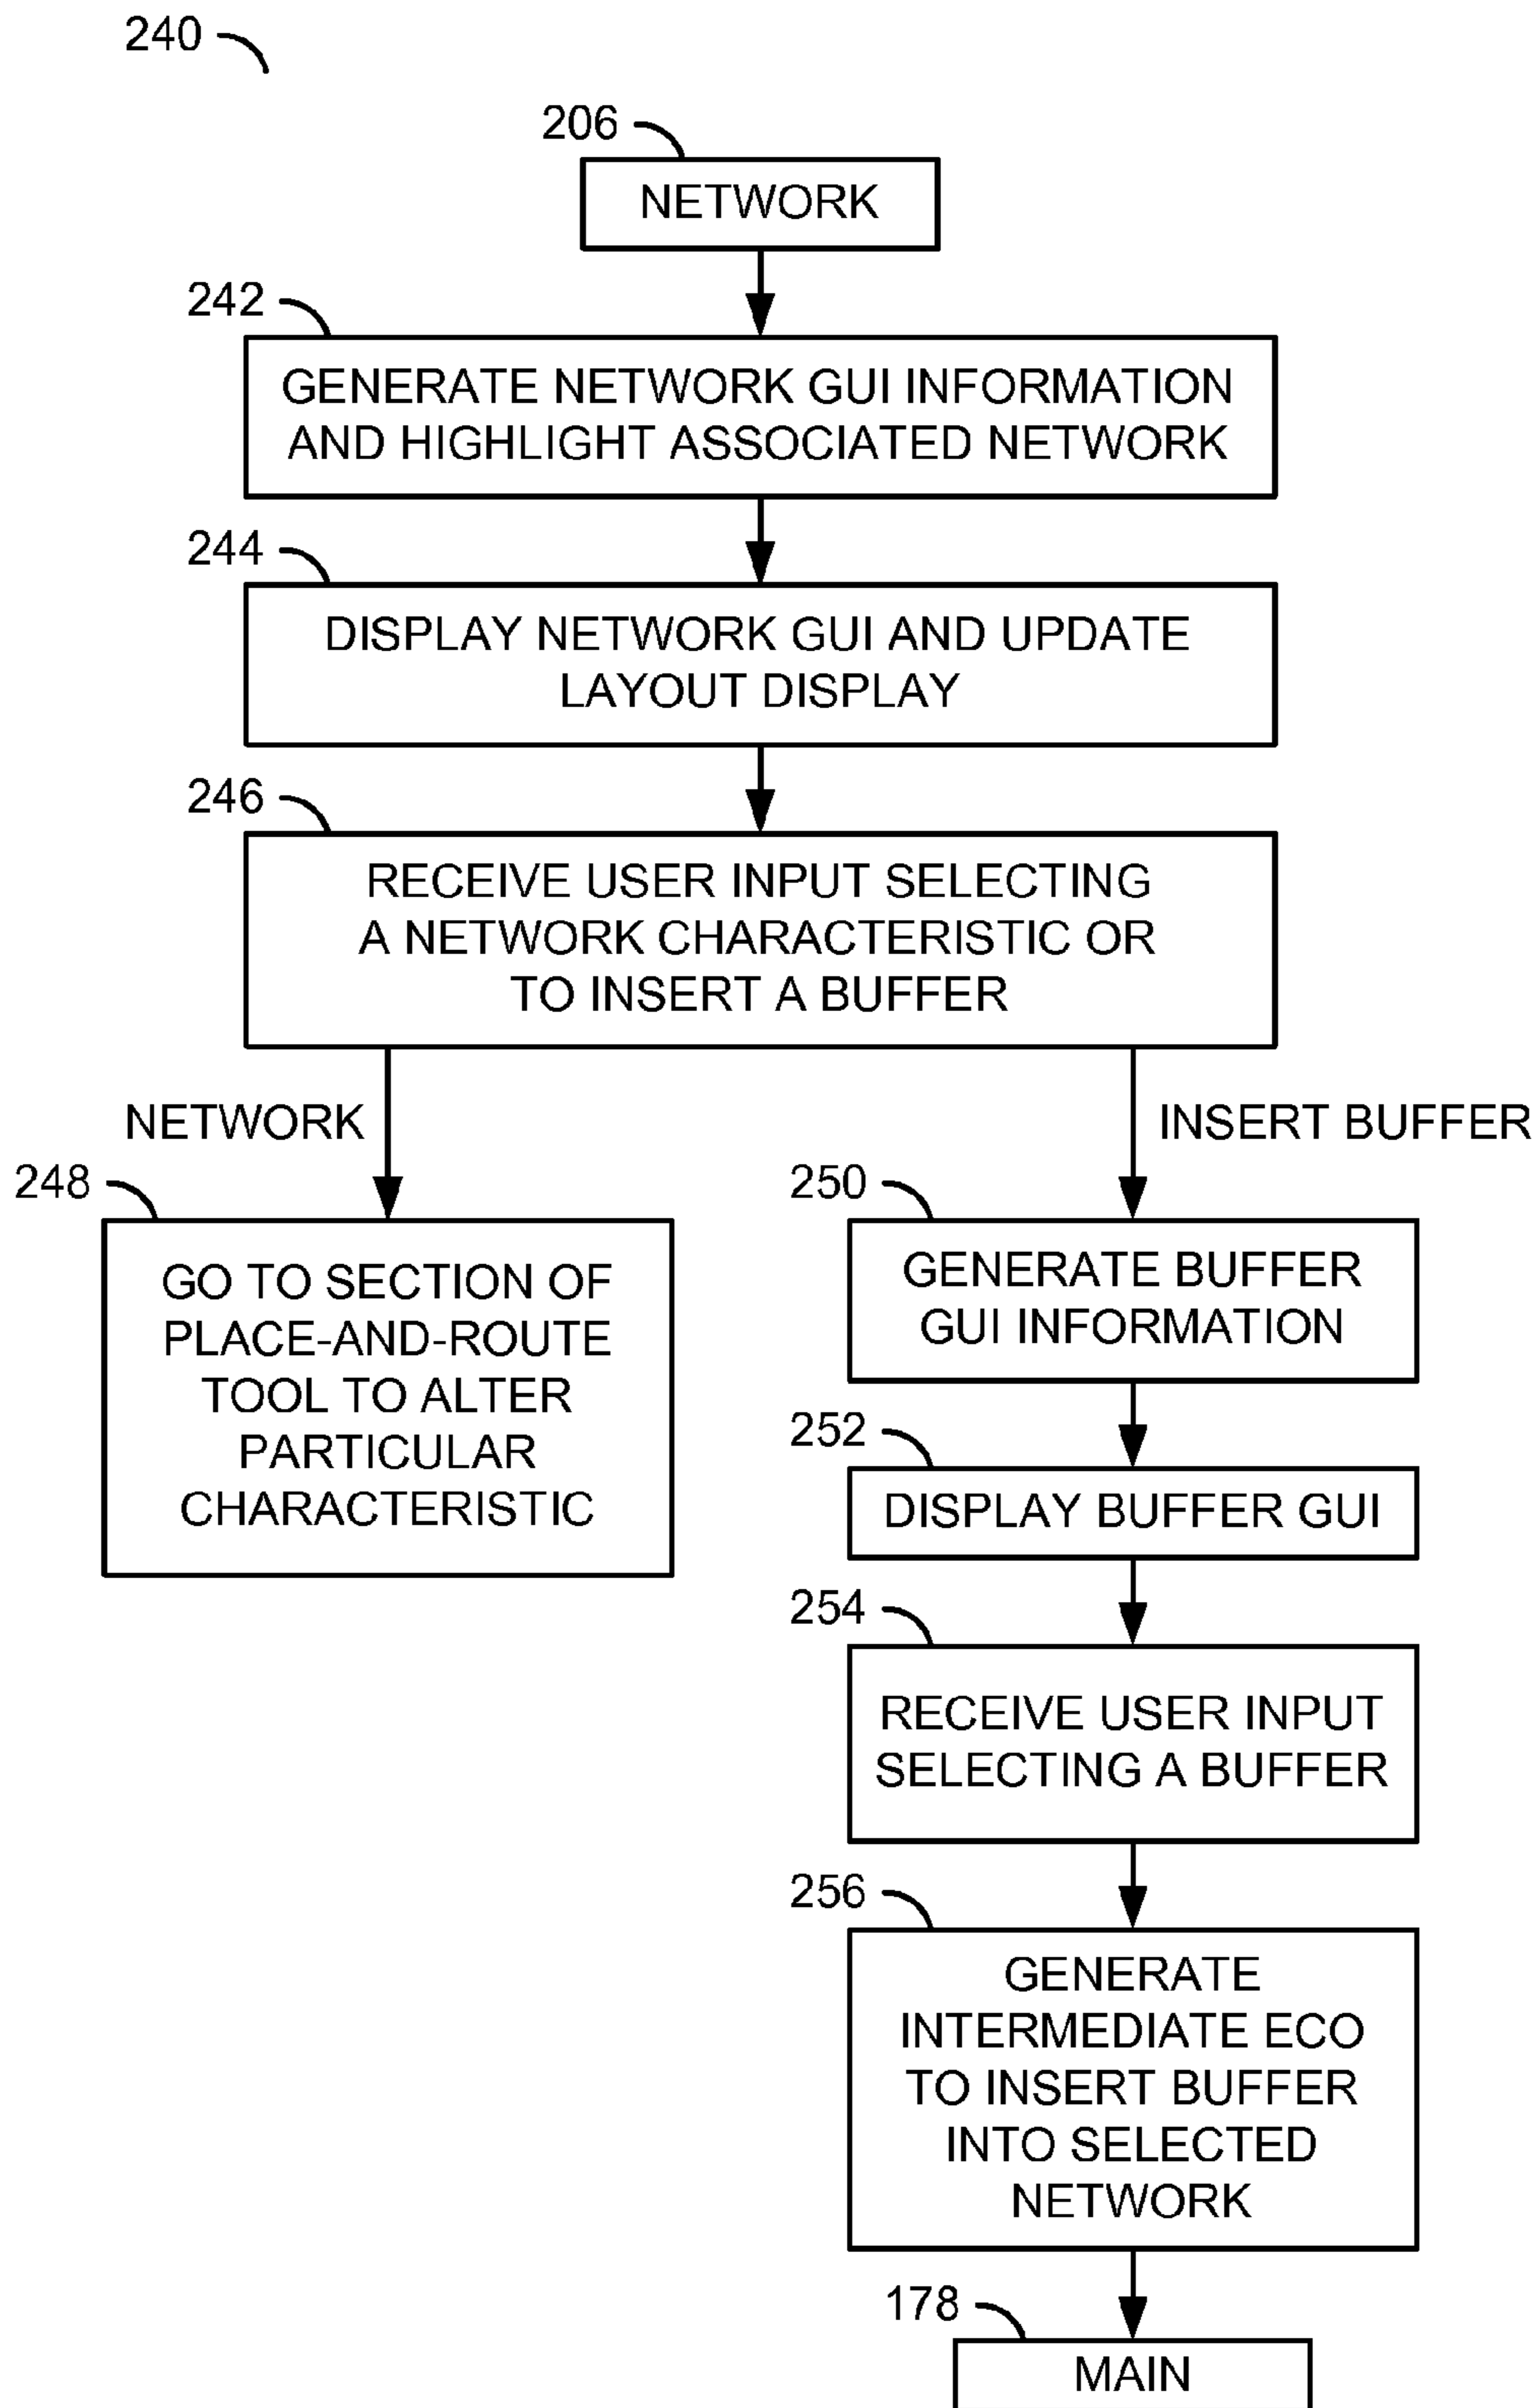 240
206
NETWORK
242
GENERATE NETWORK GUI INFORMATION
AND HIGHLIGHT ASSOCIATED NETWORK
244
DISPLAY NETWORK GUI AND UPDATE
LAYOUT DISPLAY
246
RECEIVE USER INPUT SELECTING
A NETWORK CHARACTERISTIC OR
TO INSERT A BUFFER
NETWORK
INSERT BUFFER
248
GO TO SECTION OF
PLACE-AND-ROUTE
TOOL TO ALTER
PARTICULAR
CHARACTERISTIC
250
GENERATE BUFFER
GUI INFORMATION
252
DISPLAY BUFFER GUI
254
RECEIVE USER INPUT
SELECTING A BUFFER
256
GENERATE
INTERMEDIATE ECO
TO INSERT BUFFER
INTO SELECTED
NETWORK
178
MAIN